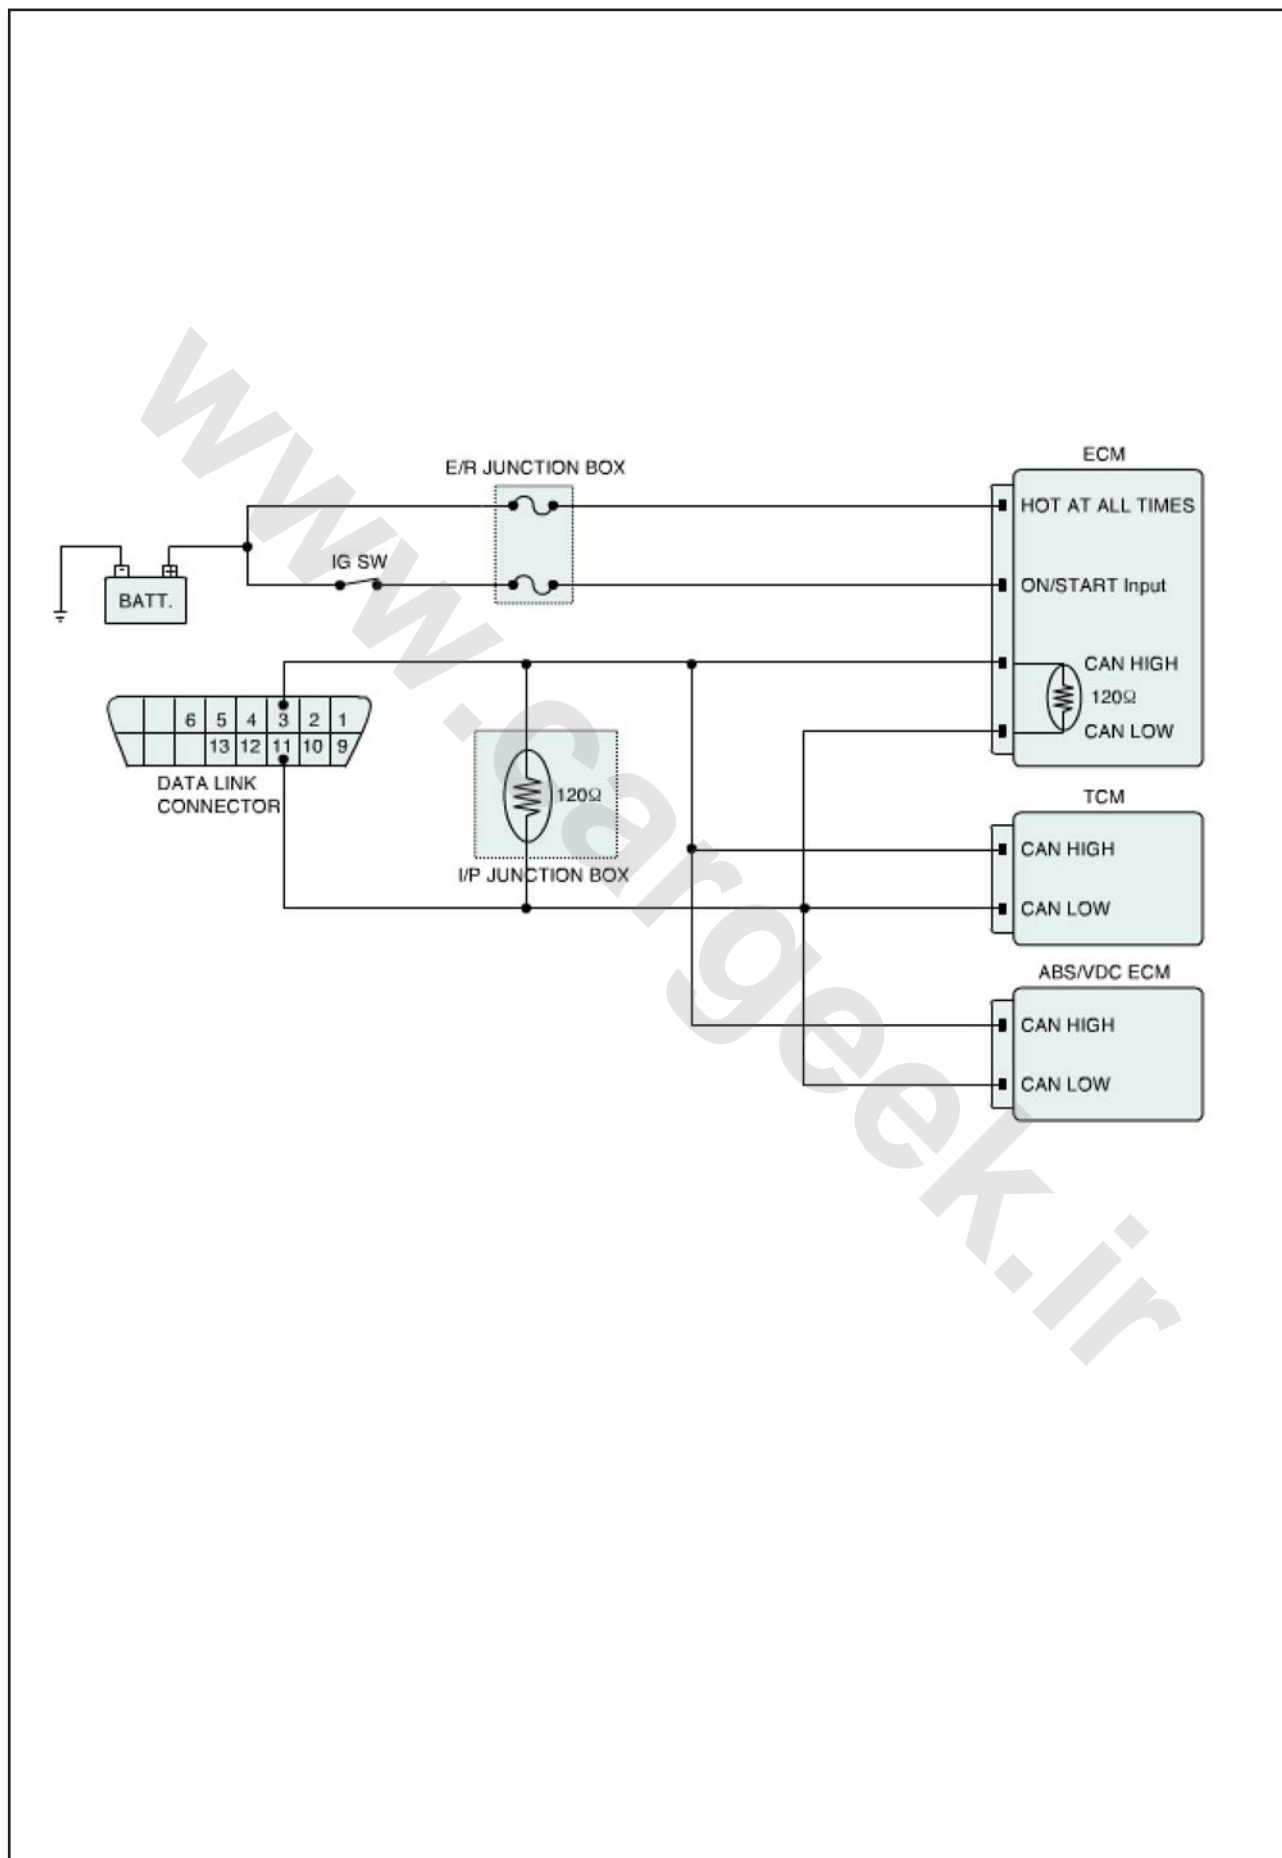 ECM
E/R JUNCTION BOX
HOT AT ALL TIMES
IG SW
ON/START Input
- +
BATT.
CAN HIGH
120Ω
CAN LOW
6 5 4 3 2 1
13 12 11 10 9
DATA LINK
CONNECTOR
120Ω
I/P JUNCTION BOX
TCM
CAN HIGH
CAN LOW
ABS/VDC ECM
CAN HIGH
CAN LOW
www.cargeek.ir